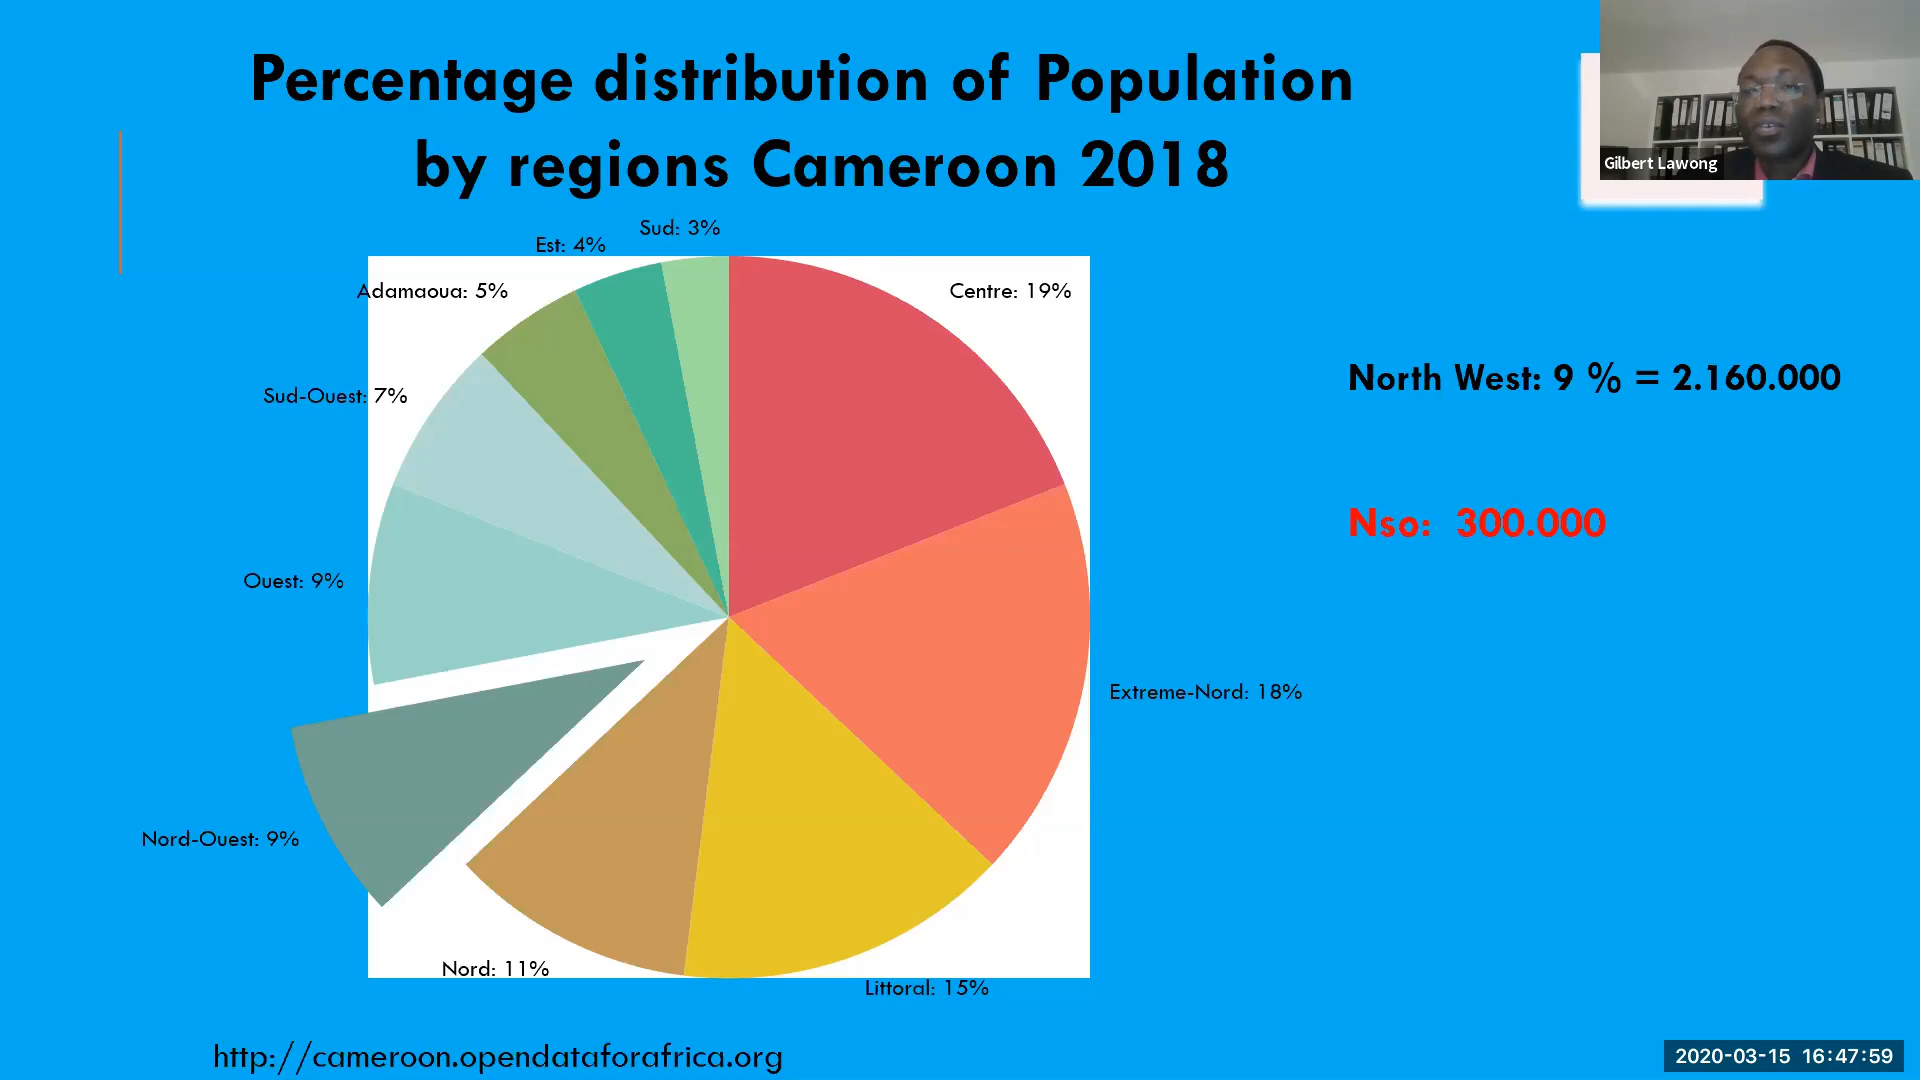 Percentage distribution of Population
by regions Cameroon 2018
Gilbert Lawong
Sud: 3%
Est: 4%
Adamaoua: 5%
Centre: 19%
Sud-Ouest: 7%
North West: 9 % = 2.160.000
Nso: 300.000
Ouest: 9%
Extreme-Nord: 18%
Nord-Ouest: 9%
Nord: 11%
Littoral: 15%
http://cameroon.opendataforafrica.org
2020-03-15 16:47:59